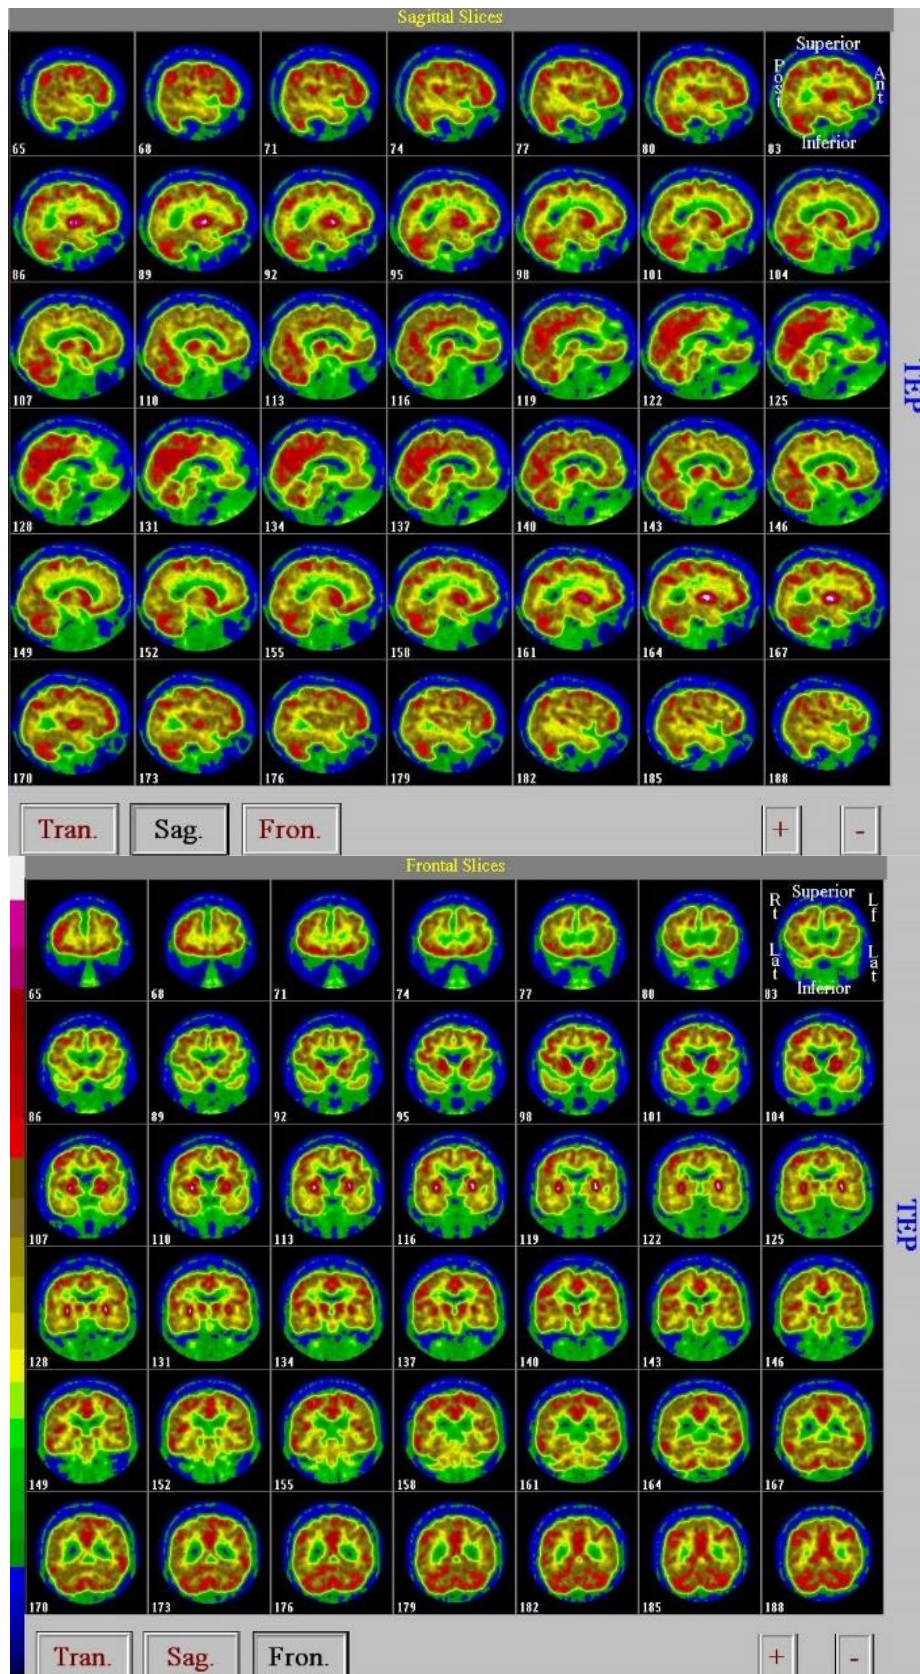 Sagittal Slices
Superior
Post
Ant
Inferior
65 68 71 74 77 80 83
86 89 92 95 98 101 104
107 110 113 116 119 122 125
TEP
128 131 134 137 140 143 146
149 152 155 158 161 164 167
170 173 176 179 182 185 188
Tran. Sag. Fron. + -
Frontal Slices
Superior
Rt Lat
Lf Lat
Inferior
65 68 71 74 77 80 83
86 89 92 95 98 101 104
107 110 113 116 119 122 125
TEP
128 131 134 137 140 143 146
149 152 155 158 161 164 167
170 173 176 179 182 185 188
Tran. Sag. Fron. + -